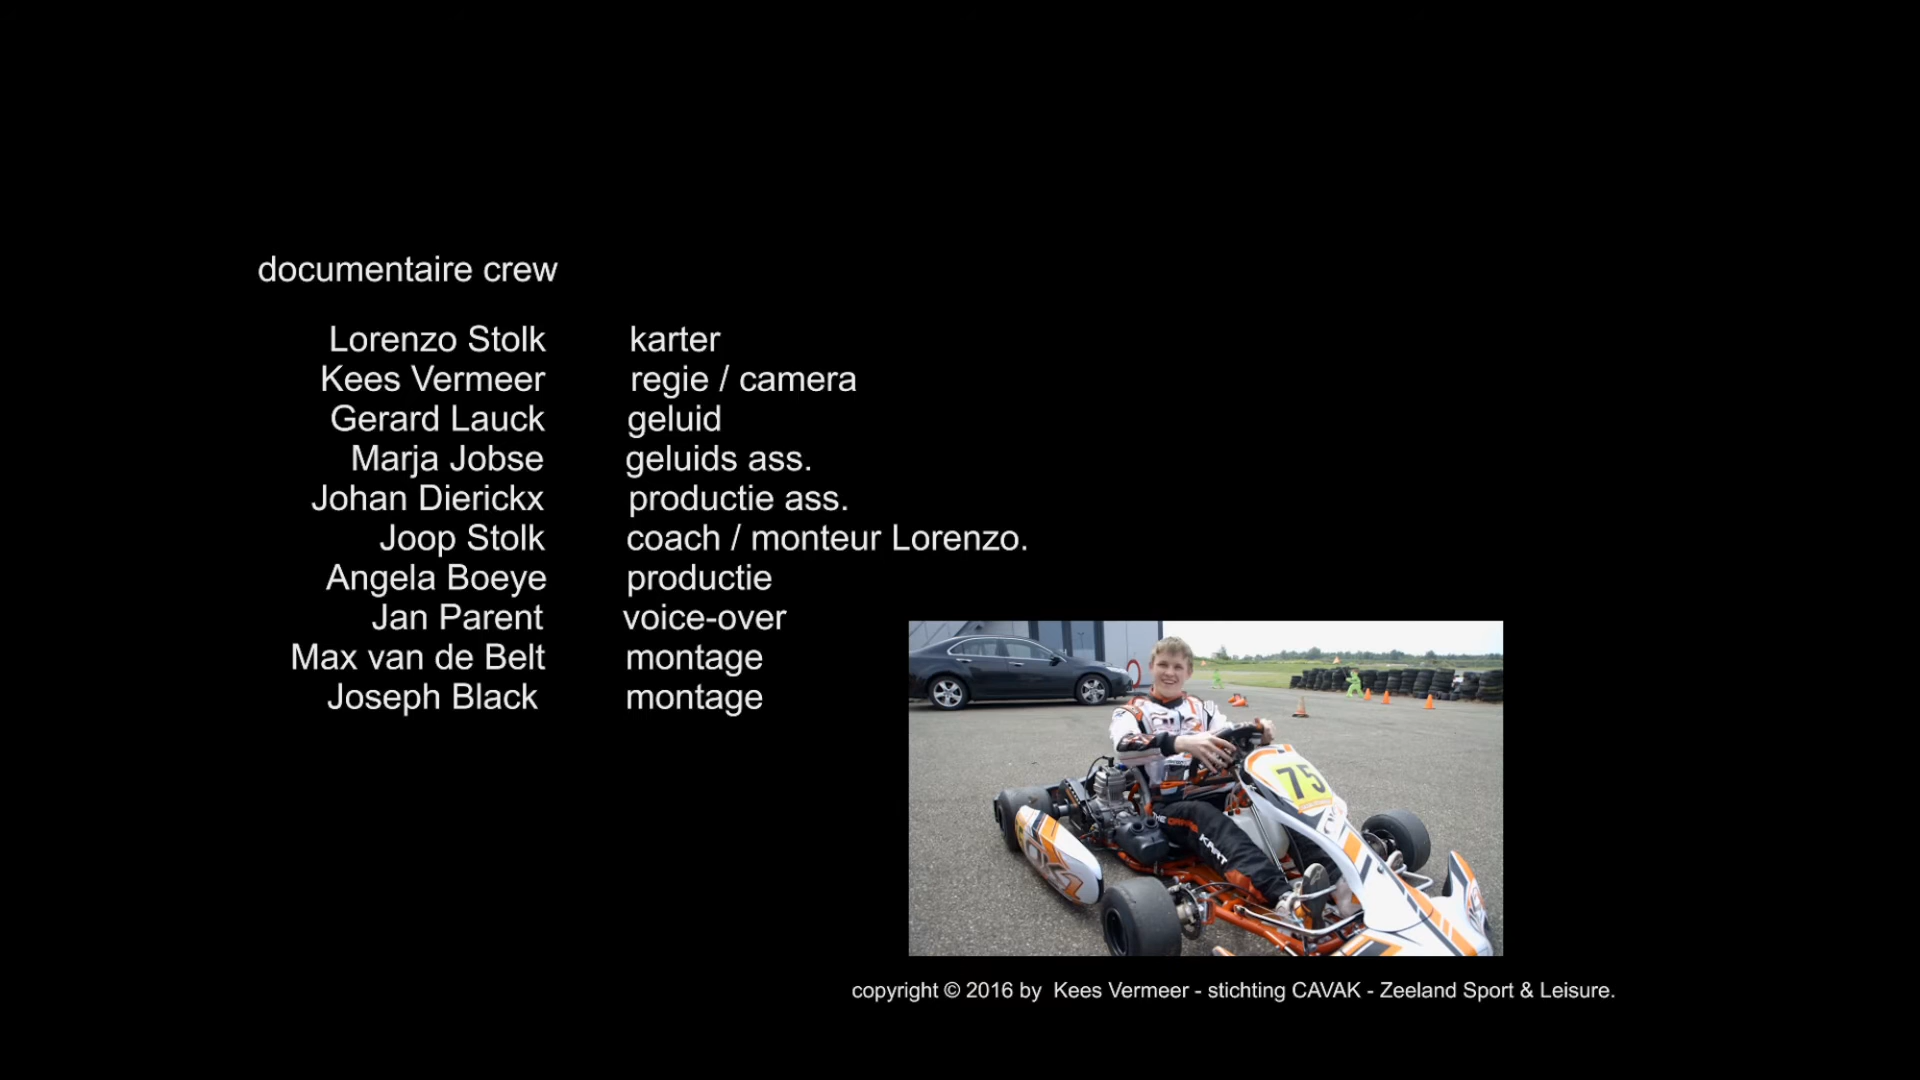 documentaire crew
Lorenzo Stolk karter
Kees Vermeer regie / camera
Gerard Lauck geluid
Marja Jobse geluids ass.
Johan Dierickx productie ass.
Joop Stolk coach / monteur Lorenzo.
Angela Boeye productie
Jan Parent voice-over
Max van de Belt montage
Joseph Black montage
75
KART
copyright © 2016 by Kees Vermeer - stichting CAVAK - Zeeland Sport & Leisure.